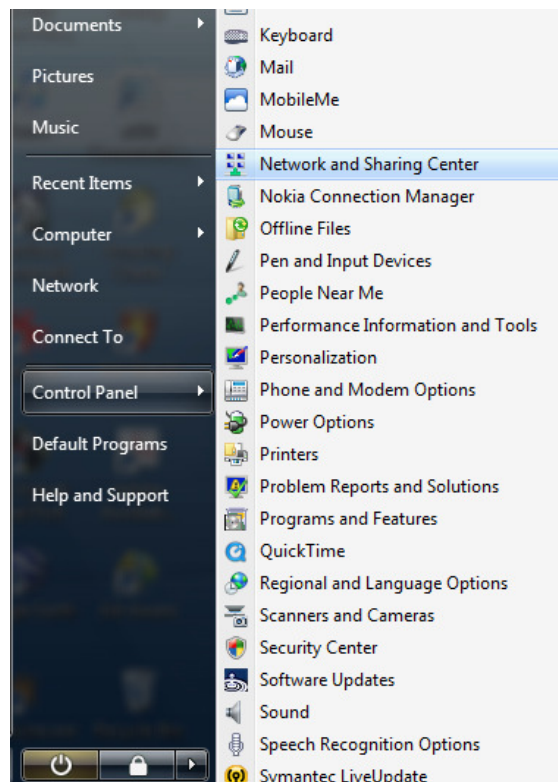 Documents
Pictures
Music
Recent Items
Computer
Network
Connect To
Control Panel
Default Programs
Help and Support
Keyboard
Mail
MobileMe
Mouse
Network and Sharing Center
Nokia Connection Manager
Offline Files
Pen and Input Devices
People Near Me
Performance Information and Tools
Personalization
Phone and Modem Options
Power Options
Printers
Problem Reports and Solutions
Programs and Features
QuickTime
Regional and Language Options
Scanners and Cameras
Security Center
Software Updates
Sound
Speech Recognition Options
Symantec LiveUpdate